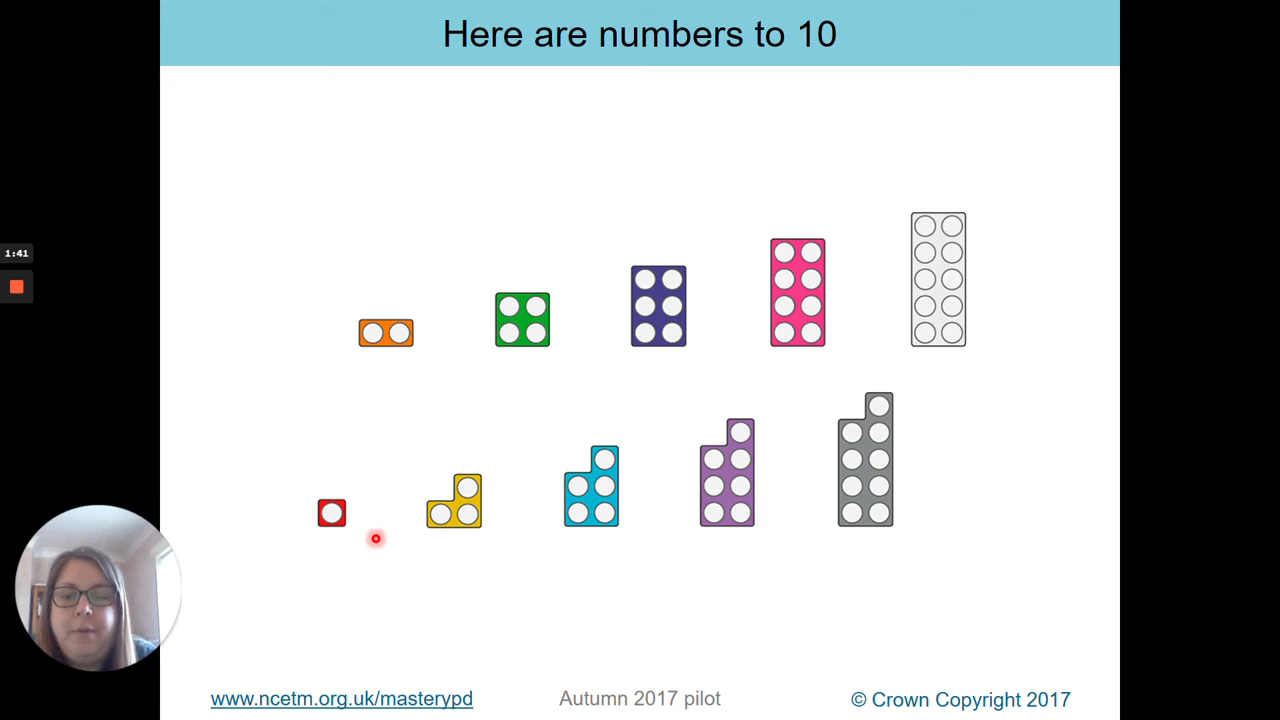 Here are numbers to 10
1:41
www.ncetm.org.uk/masterypd
Autumn 2017 pilot
© Crown Copyright 2017